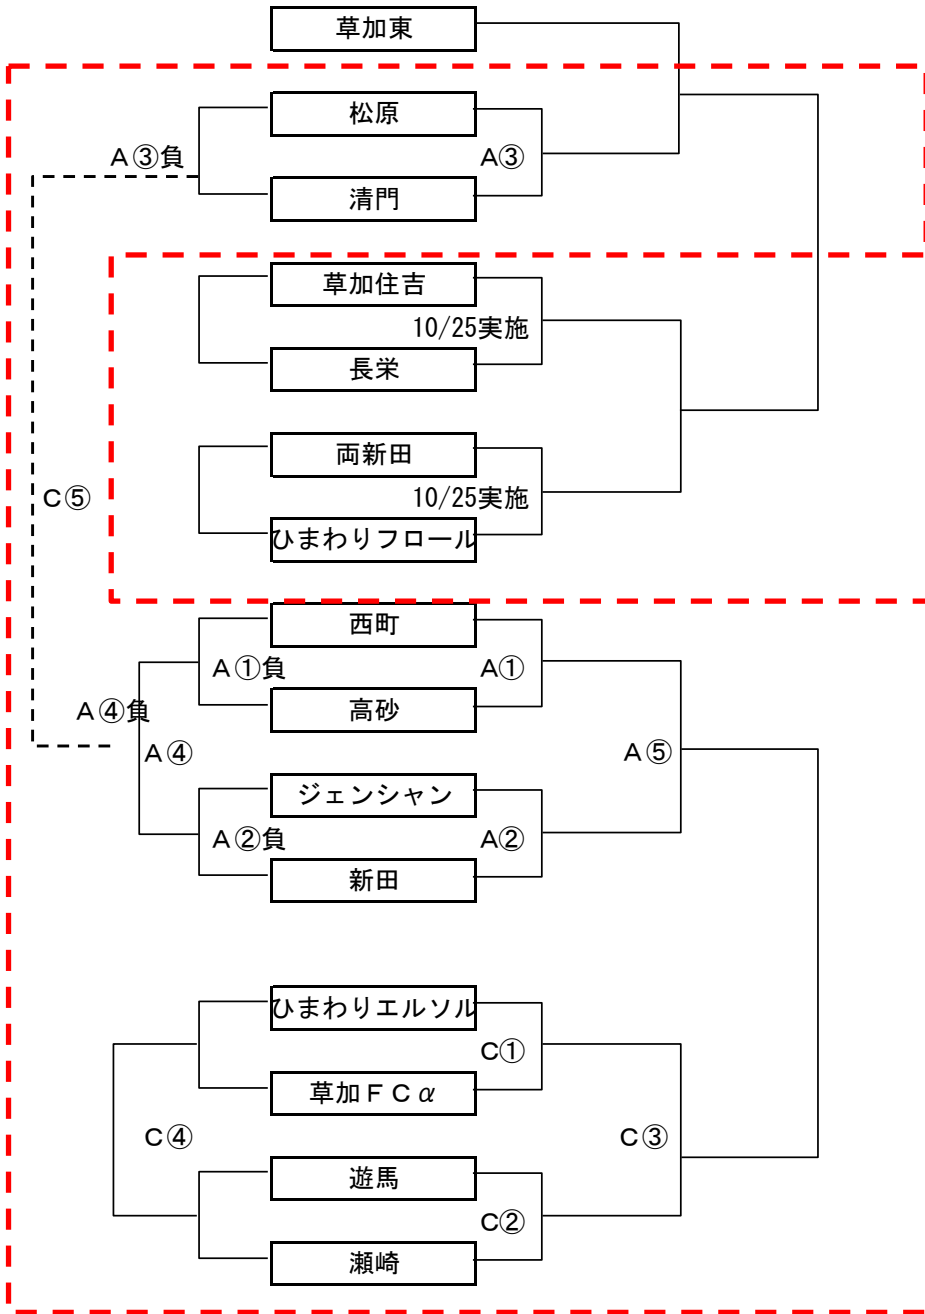 草加東
松原
A③負
A③
清門
草加住吉
10/25実施
長栄
両新田
C⑤
10/25実施
ひまわりフロール
西町
A①負
A①
高砂
A④負
A④
A⑤
ジェンシャン
A②負
A②
新田
ひまわりエルソル
C①
草加ＦＣα
C④
C③
遊馬
C②
瀬崎